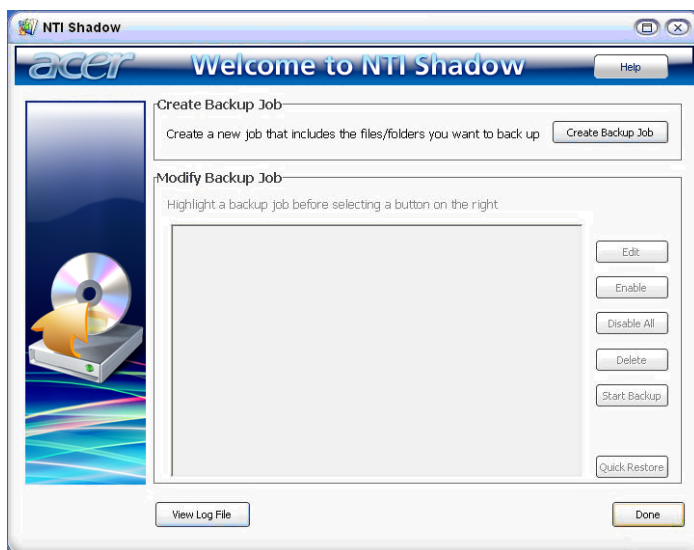 NTI Shadow
acer Welcome to NTI Shadow Help
Create Backup Job
Create a new job that includes the files/folders you want to back up Create Backup Job
Modify Backup Job
Highlight a backup job before selecting a button on the right
Edit
Enable
Disable All
Delete
Start Backup
Quick Restore
View Log File Done